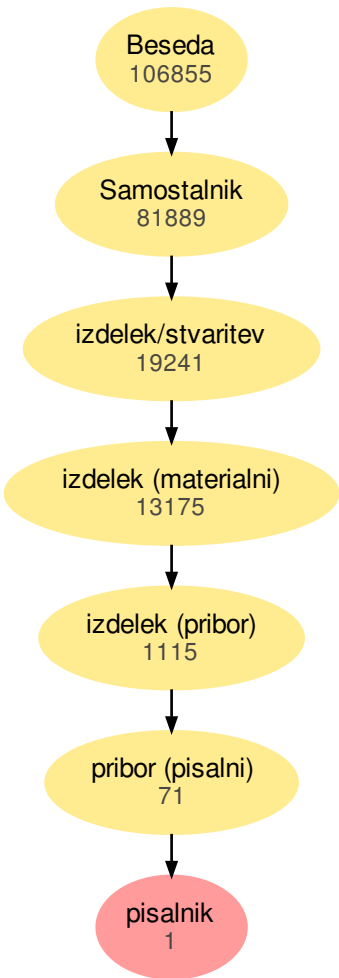 Beseda
106855
Samostalnik
81889
izdelek/stvaritev
19241
izdelek (materialni)
13175
izdelek (pribor)
1115
pribor (pisalni)
71
pisalnik
1